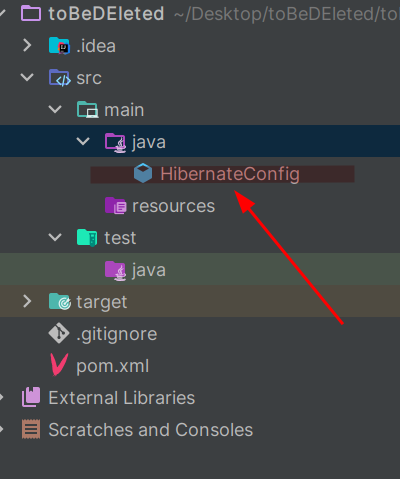 toBeDEleted ~/Desktop/toBeDEleted/to
.idea
src
main
java
HibernateConfig
resources
test
java
target
.gitignore
pom.xml
External Libraries
Scratches and Consoles